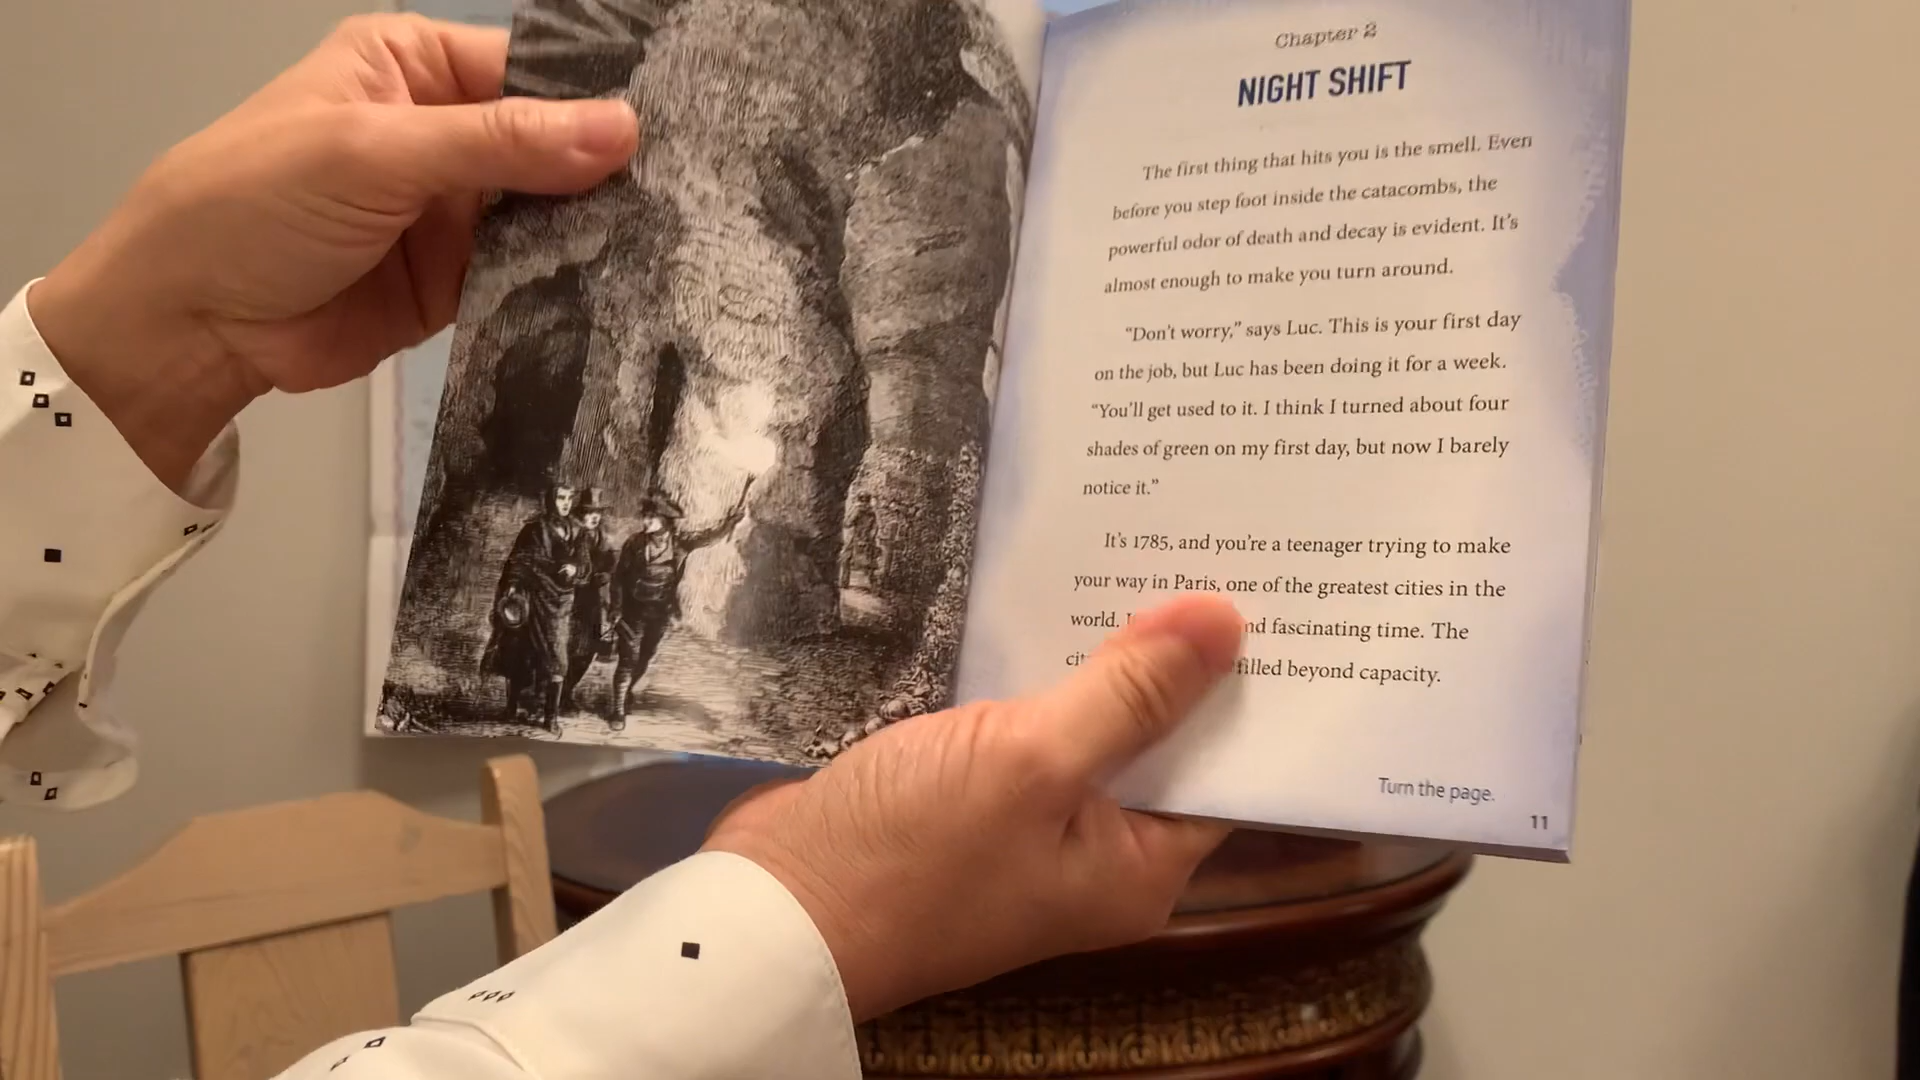 Chapter 2
NIGHT SHIFT
The first thing that hits you is the smell. Even
before you step foot inside the catacombs, the
powerful odor of death and decay is evident. It's
almost enough to make you turn around.
“Don't worry,” says Luc. This is your first day
on the job, but Luc has been doing it for a week.
“You'll get used to it. I think I turned about four
shades of green on my first day, but now I barely
notice it.”
It's 1785, and you're a teenager trying to make
your way in Paris, one of the greatest cities in the
world. fascinating time. The
filled beyond capacity.
Turn the page.
11